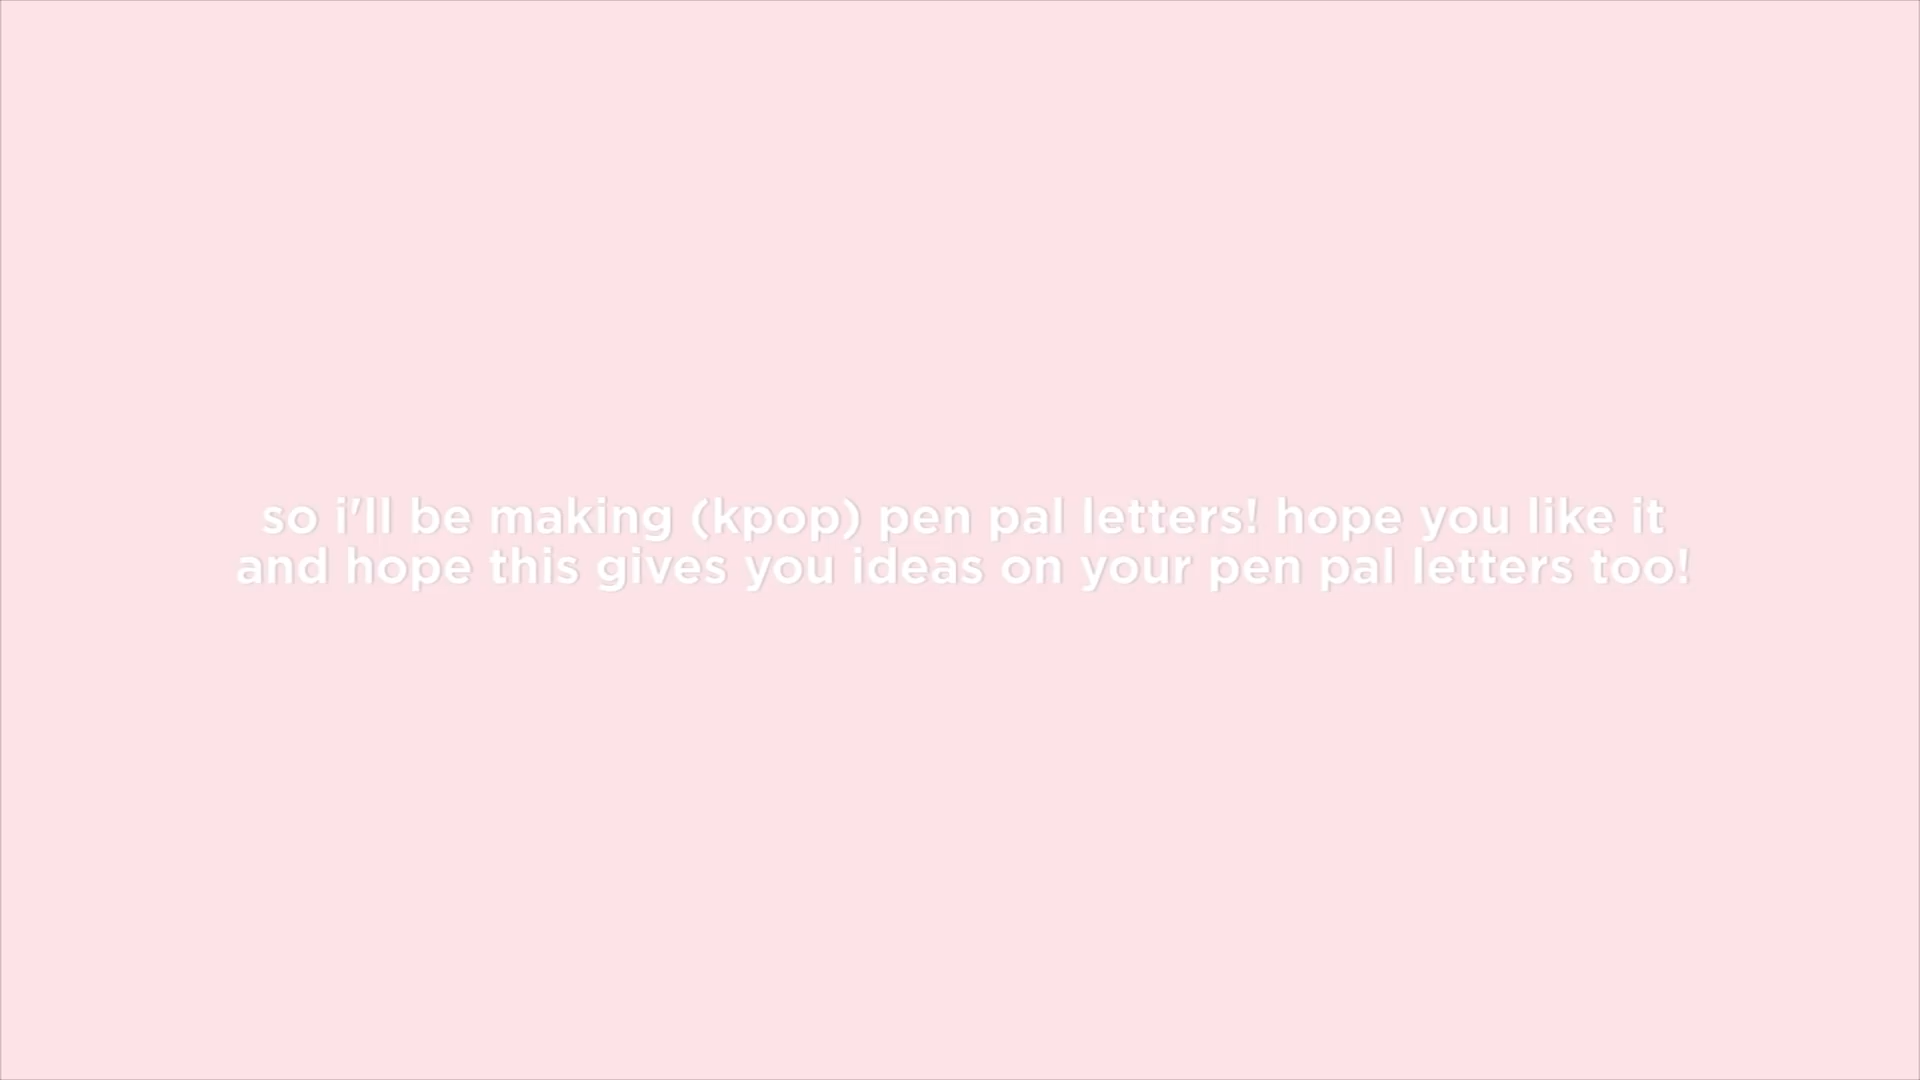 so i'll be making (kpop) pen pal letters! hope you like it
and hope this gives you ideas on your pen pal letters too!